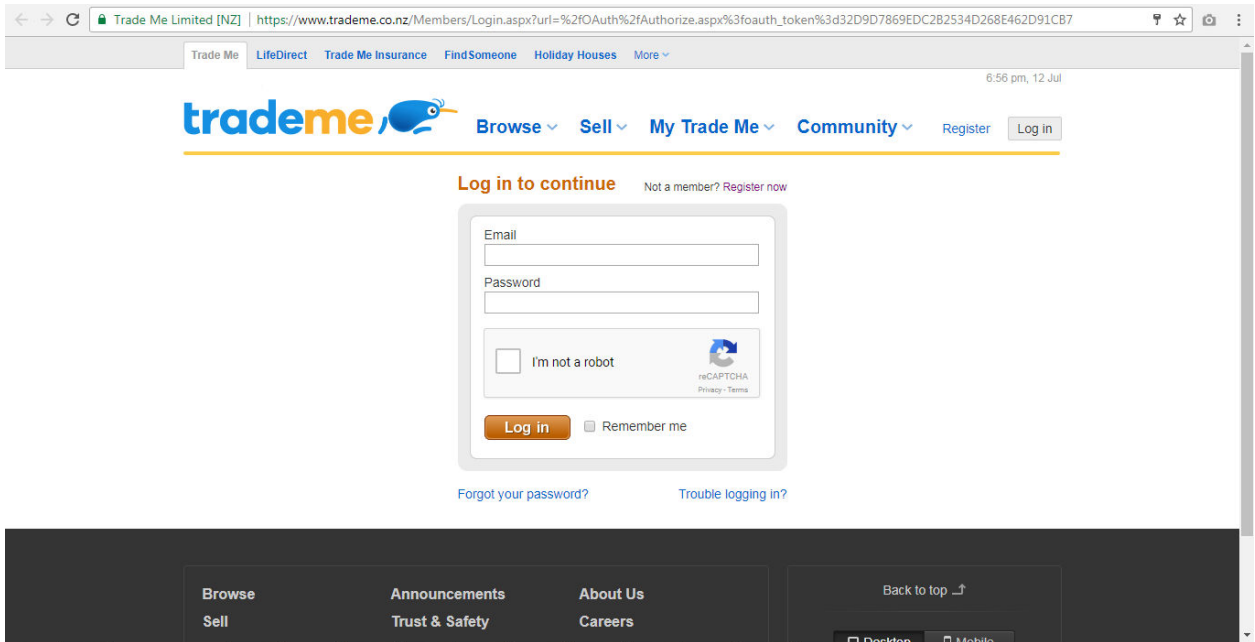 Trade Me Limited [NZ] | https://www.trademe.co.nz/Members/Login.aspx?url=%2fOAuth%2fAuthorize.aspx%3foauth_token%3d32D9D7869EDC2B2534D268E462D91CB7
Trade Me LifeDirect Trade Me Insurance FindSomeone Holiday Houses More
6:56 pm, 12 Jul
trademe Browse Sell My Trade Me Community Register Log in
Log in to continue Not a member? Register now
Email
Password
I'm not a robot
reCAPTCHA
Privacy - Terms
Log in Remember me
Forgot your password? Trouble logging in?
Browse Announcements About Us Back to top
Sell Trust & Safety Careers
Desktop Mobile